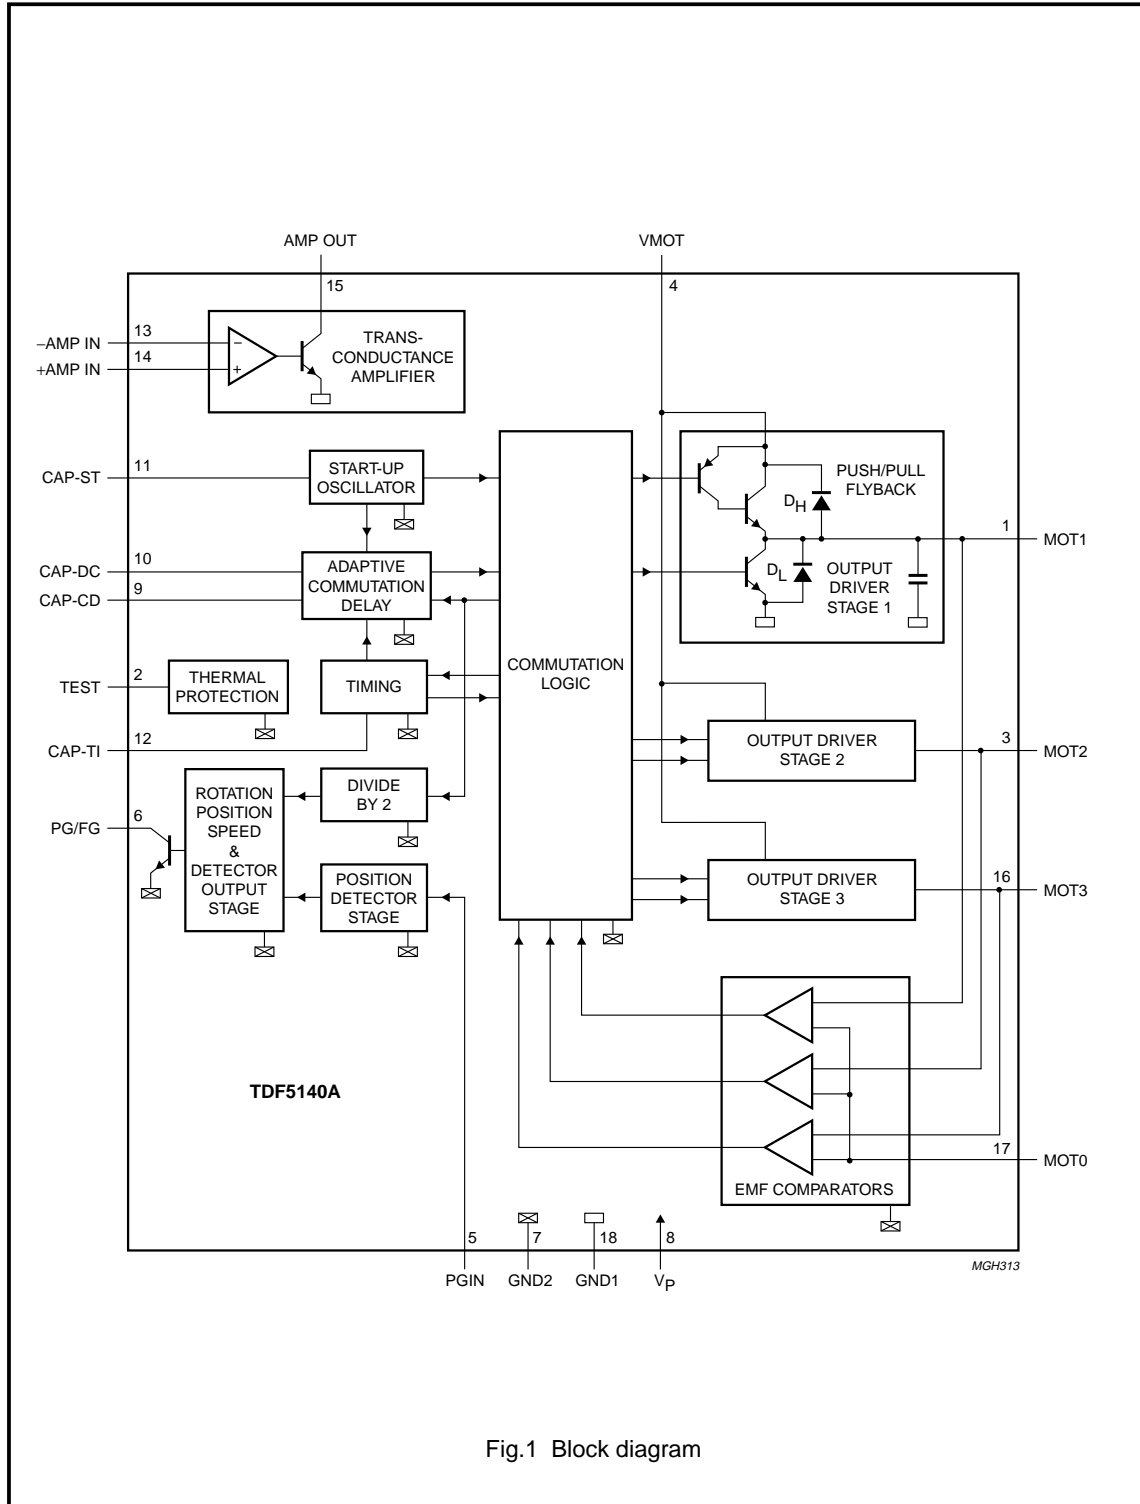 AMP OUT
VMOT
15
4
13
–AMP IN
14
+AMP IN
–
+
TRANS-
CONDUCTANCE
AMPLIFIER
11
CAP-ST
START-UP
OSCILLATOR
PUSH/PULL
FLYBACK
DH
1
MOT1
10
CAP-DC
9
CAP-CD
ADAPTIVE
COMMUTATION
DELAY
DL
OUTPUT
DRIVER
STAGE 1
COMMUTATION
LOGIC
2
TEST
THERMAL
PROTECTION
TIMING
12
CAP-TI
OUTPUT DRIVER
STAGE 2
3
MOT2
6
PG/FG
ROTATION
POSITION
SPEED
&
DETECTOR
OUTPUT
STAGE
DIVIDE
BY 2
POSITION
DETECTOR
STAGE
OUTPUT DRIVER
STAGE 3
16
MOT3
TDF5140A
17
MOT0
EMF COMPARATORS
5
7
18
8
PGIN
GND2
GND1
VP
MGH313
Fig.1 Block diagram